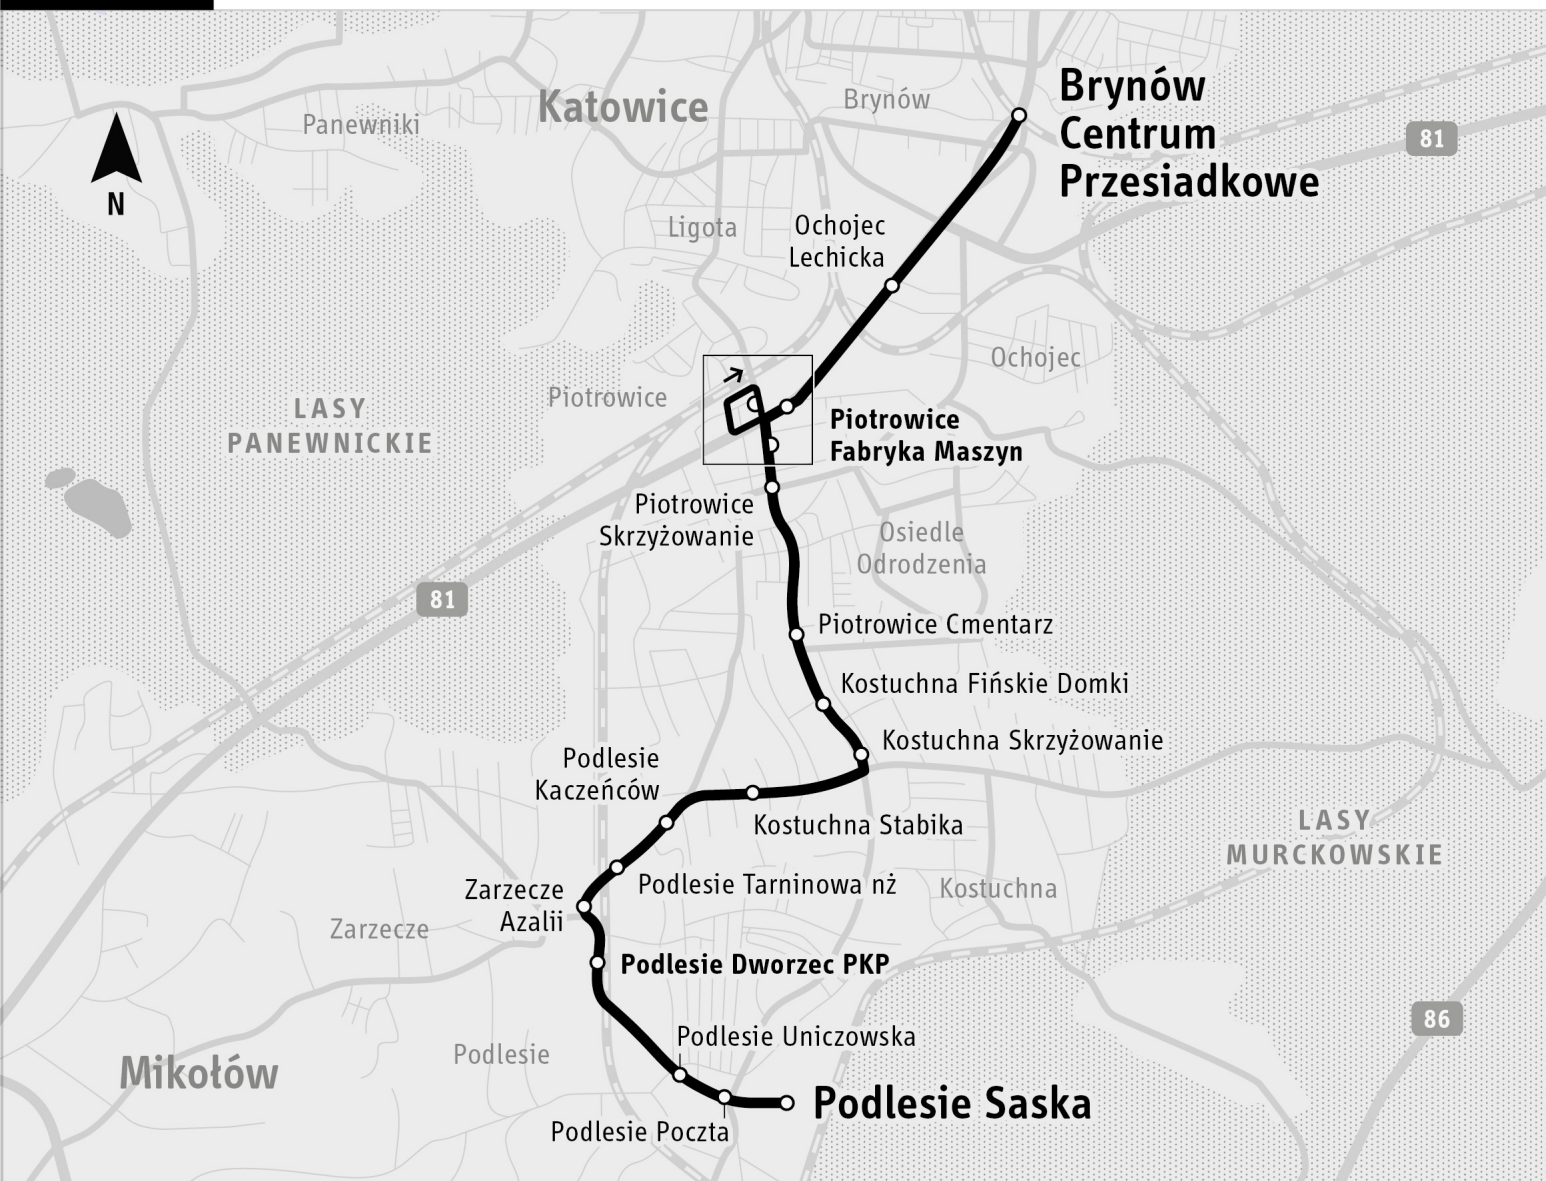 Brynów
Centrum
Przesiadkowe
Brynów
Katowice
Panewniki
81
N
Ligota
Ochojec
Lechicka
Ochojec
Piotrowice
LASY
PANEWNICKIE
Piotrowice
Fabryka Maszyn
Piotrowice
Skrzyżowanie
Osiedle
Odrodzenia
81
Piotrowice Cmentarz
Kostuchna Fińskie Domki
Kostuchna Skrzyżowanie
Podlesie
Kaczeńców
Kostuchna Stabika
LASY
MURCKOWSKIE
Podlesie Tarninowa nż
Kostuchna
Zarzecze
Azalii
Zarzecze
Podlesie Dworzec PKP
86
Podlesie Uniczowska
Podlesie
Mikołów
Podlesie Saska
Podlesie Poczta